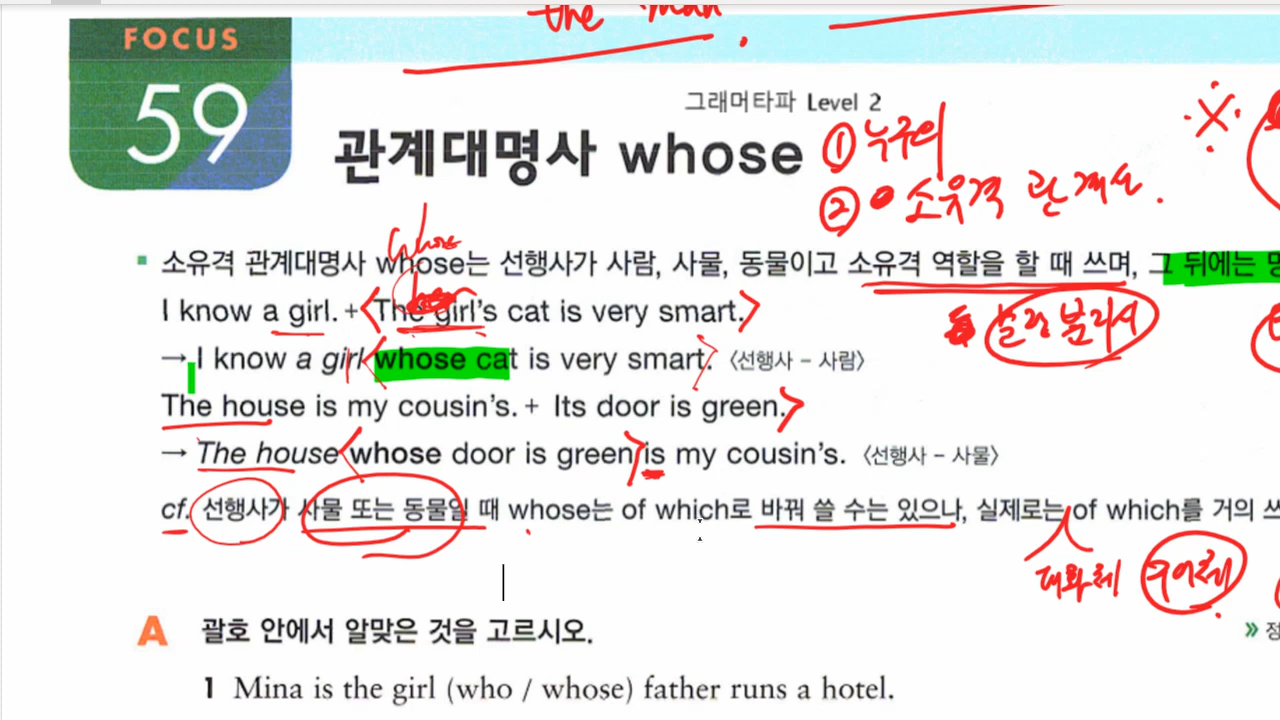 the man.
FOCUS
59
그래머타파 Level 2
관계대명사 whose
① 누구의
② 소유격 관계
whose
▪ 소유격 관계대명사 whose는 선행사가 사람, 사물, 동물이고 소유격 역할을 할 때 쓰며, 그 뒤에는
I know a girl. + The girl's cat is very smart.
→ I know a girl whose cat is very smart. 〈선행사 – 사람〉
The house is my cousin's. + Its door is green.
→ The house whose door is green is my cousin's. 〈선행사 – 사물〉
cf. 선행사가 사물 또는 동물일 때 whose는 of which로 바꿔 쓸 수는 있으나, 실제로는 of which를 거의
대화체 구어체
A 괄호 안에서 알맞은 것을 고르시오.
» 정
1 Mina is the girl (who / whose) father runs a hotel.